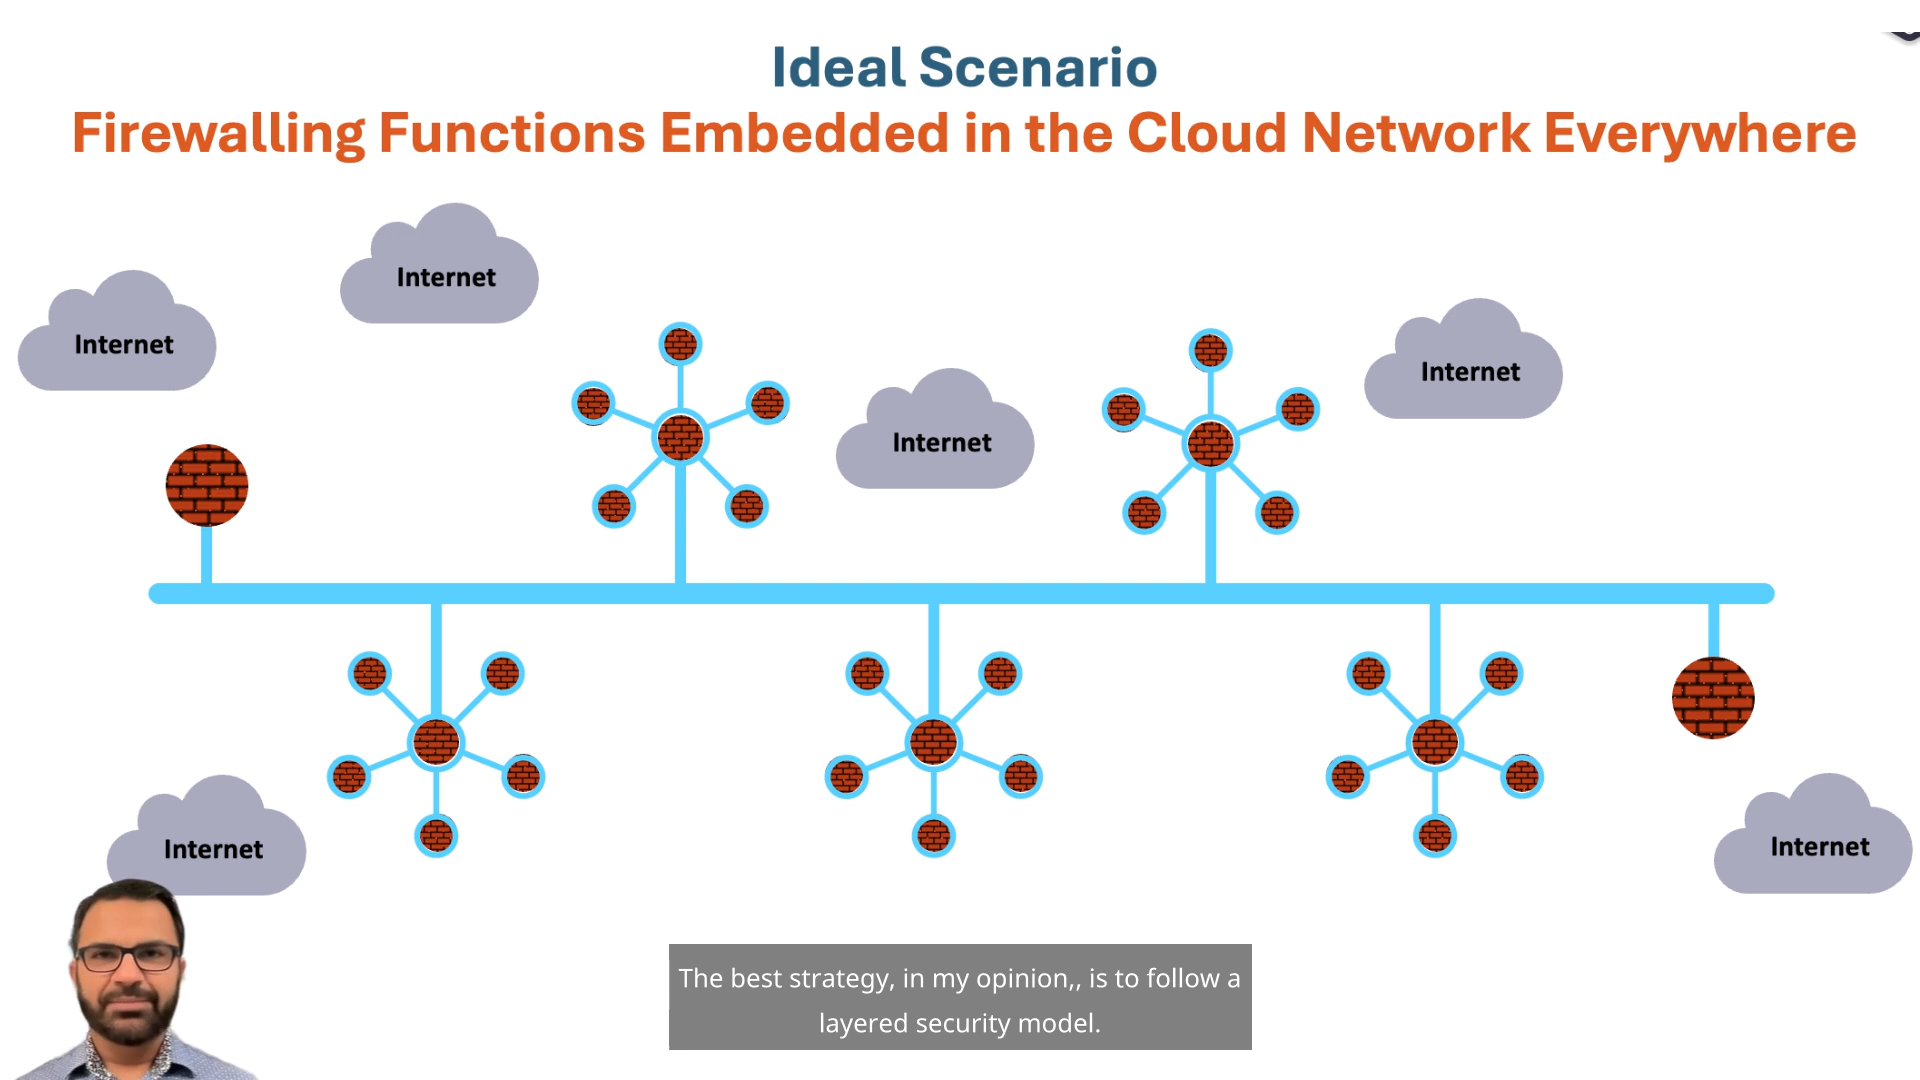 Ideal Scenario
Firewalling Functions Embedded in the Cloud Network Everywhere
Internet
Internet
Internet
Internet
Internet
Internet
The best strategy, in my opinion,, is to follow a
layered security model.